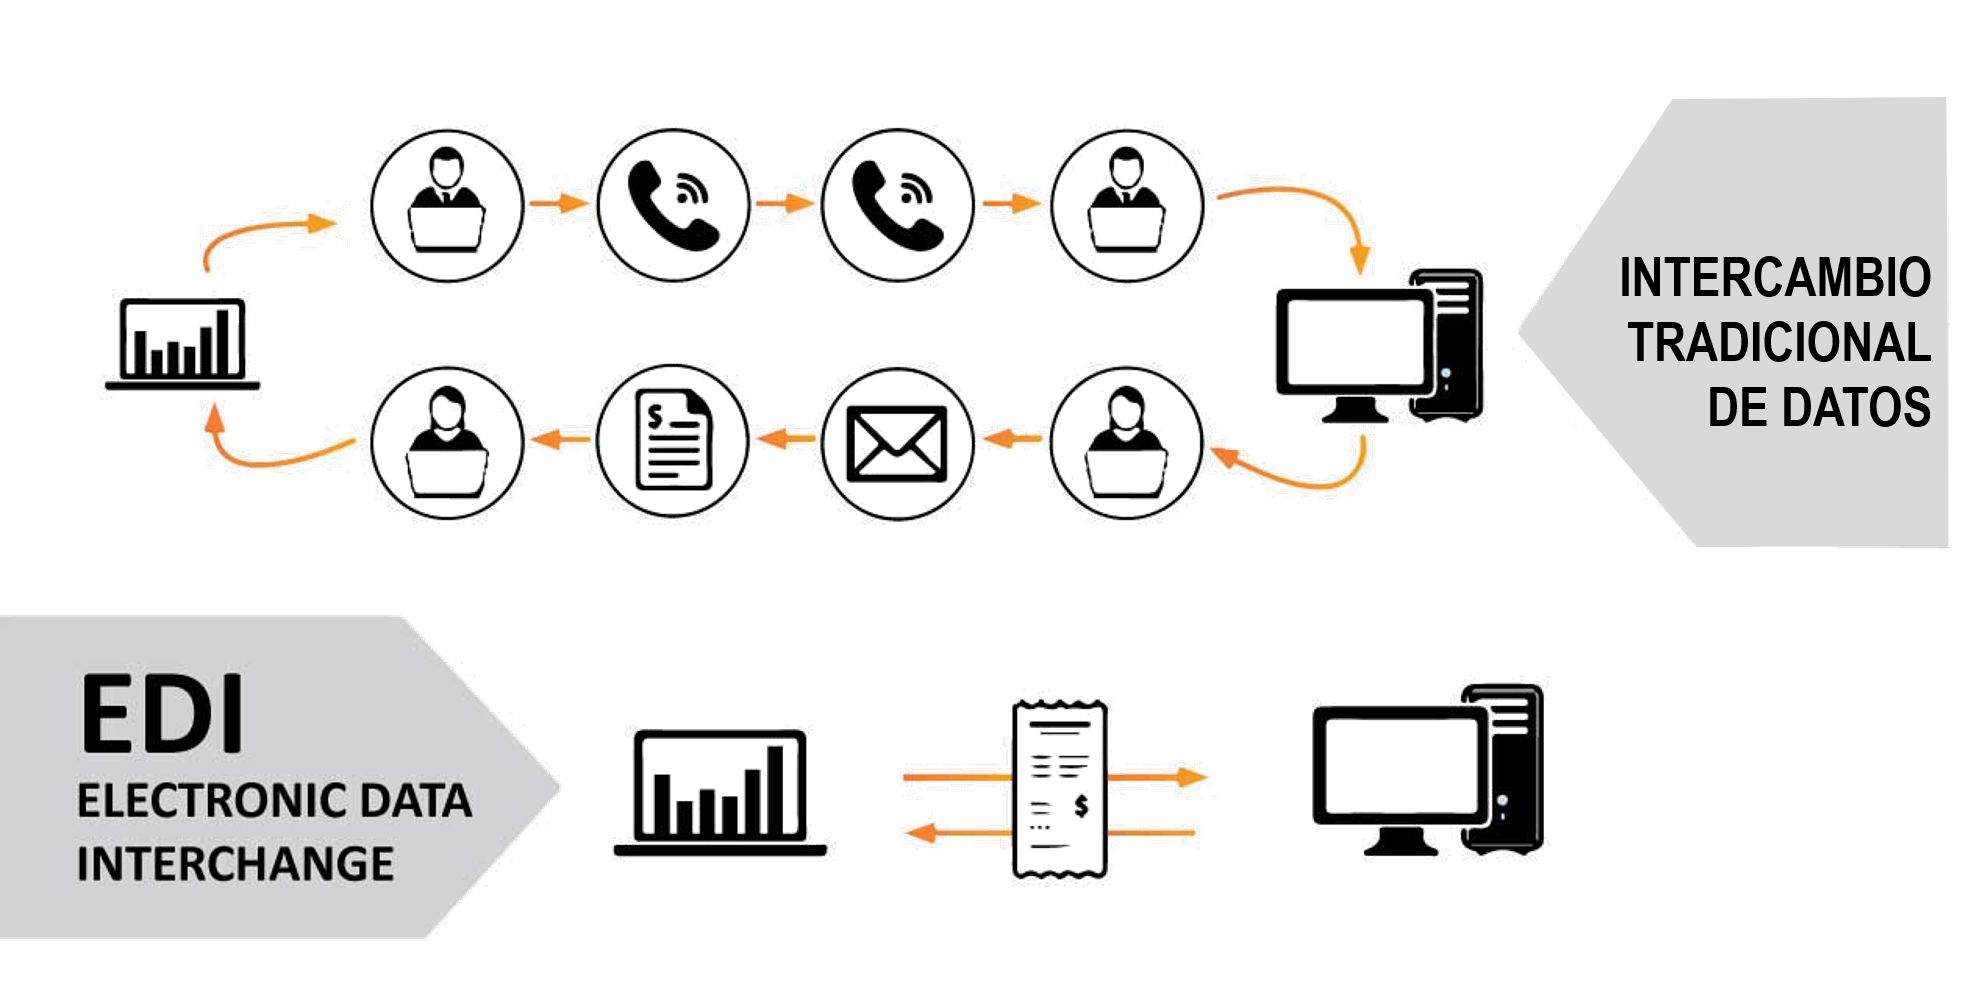 INTERCAMBIO
TRADICIONAL
DE DATOS
$
EDI
ELECTRONIC DATA
INTERCHANGE
$